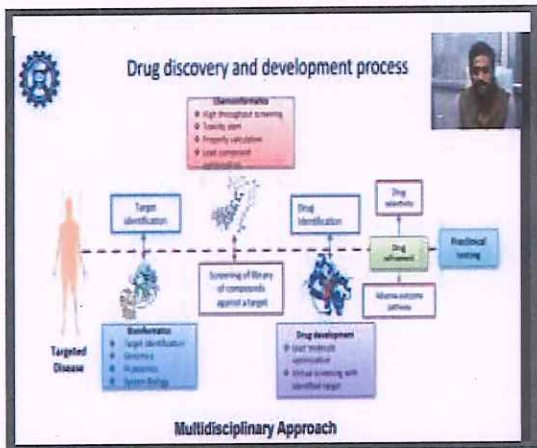 Drug discovery and development process
Chemoinformatics
High throughput screening
Toxicity
Property calculation
Lead compound
optimization
Target
identification
Drug
Identification
Drug
selectivity
Drug
refinement
Preclinical
testing
Screening of library
of compounds
against a target
Adverse outcome
pathway
Targeted
Disease
Bioinformatics
Target identification
Genomics
Proteomics
System Biology
Drug development
Lead molecule
optimization
Virtual screening with
identified target
Multidisciplinary Approach